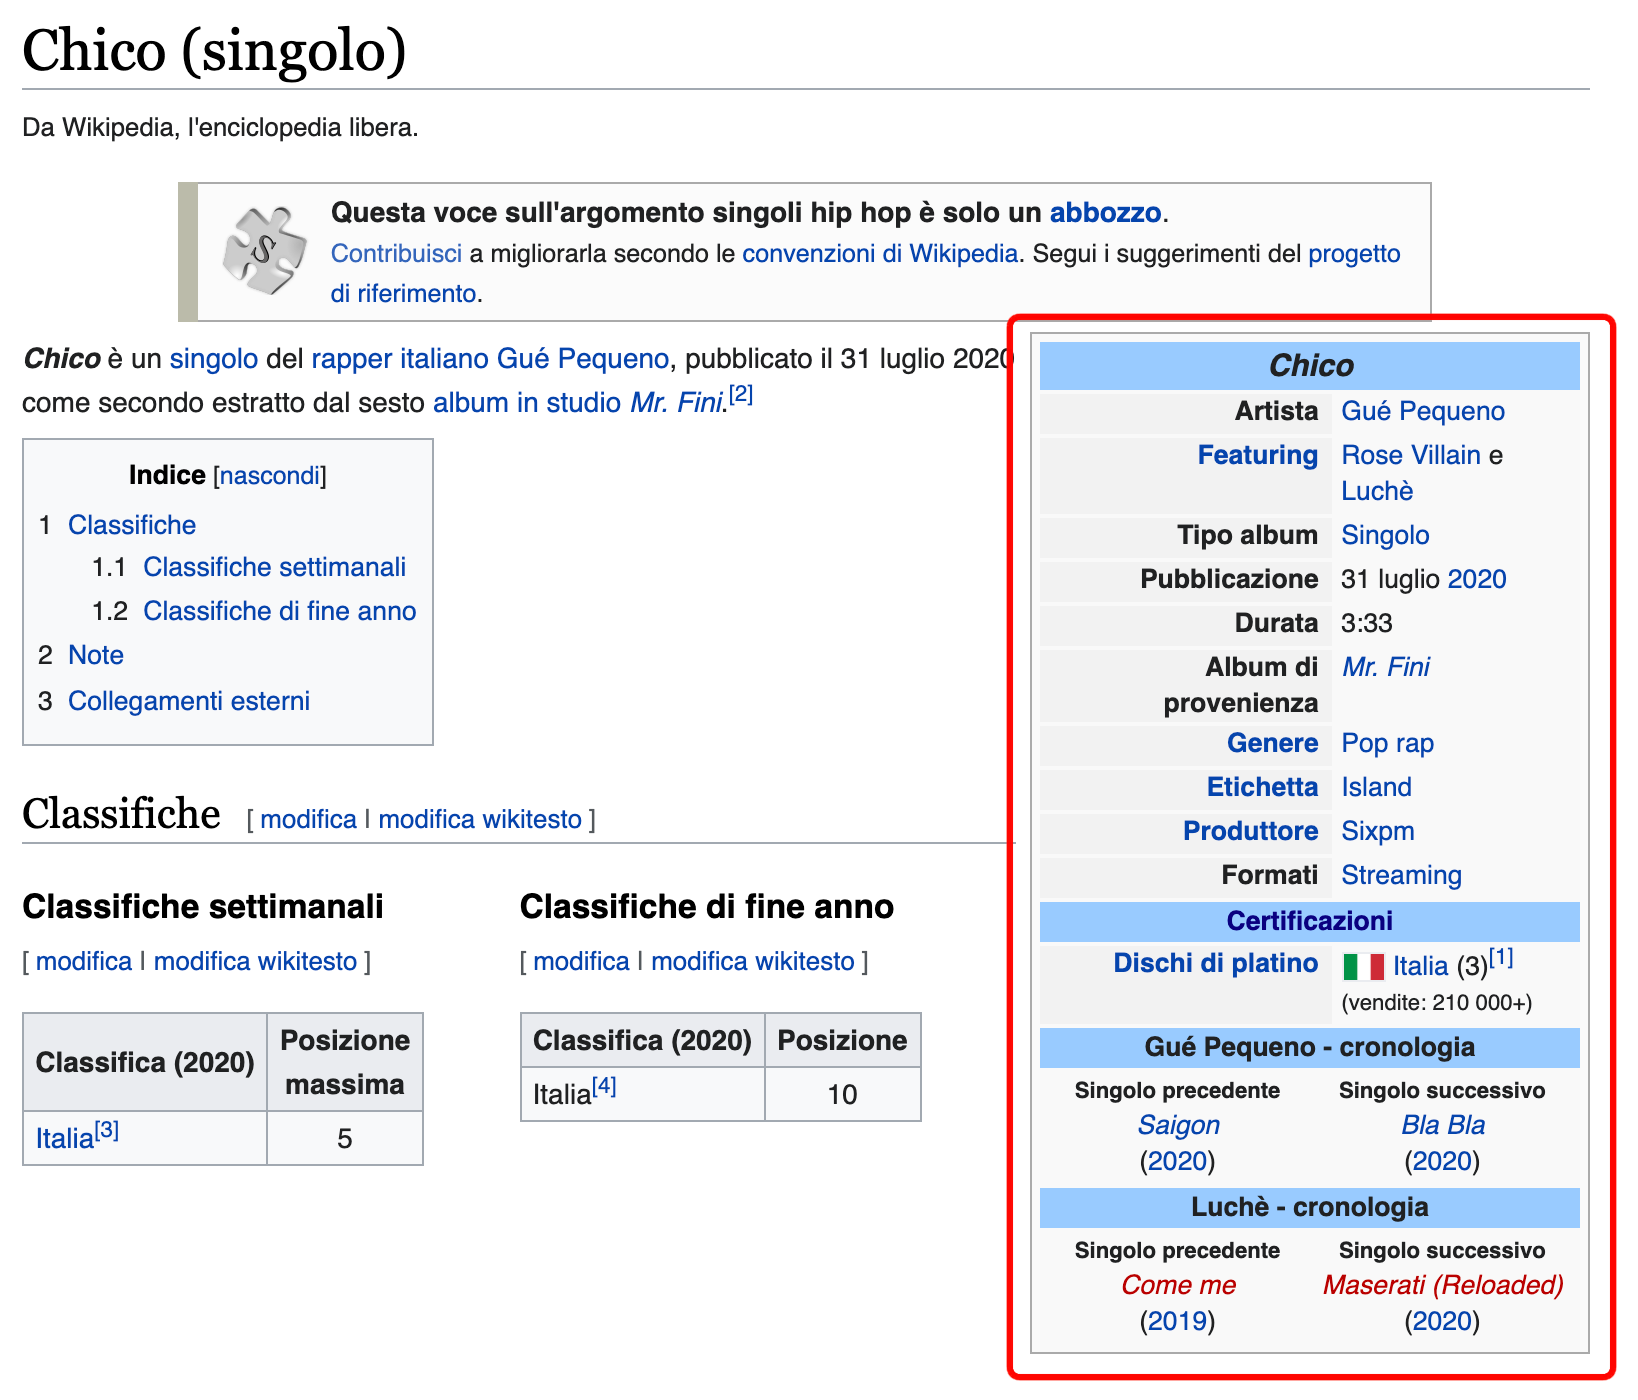 Chico (singolo)
Da Wikipedia, l'enciclopedia libera.
S
Questa voce sull'argomento singoli hip hop è solo un abbozzo.
Contribuisci a migliorarla secondo le convenzioni di Wikipedia. Segui i suggerimenti del progetto
di riferimento.
Chico è un singolo del rapper italiano Gué Pequeno, pubblicato il 31 luglio 2020
come secondo estratto dal sesto album in studio Mr. Fini.[2]
Indice [nascondi]
1 Classifiche
1.1 Classifiche settimanali
1.2 Classifiche di fine anno
2 Note
3 Collegamenti esterni
Classifiche [ modifica | modifica wikitesto ]
Classifiche settimanali
[ modifica | modifica wikitesto ]
Classifica (2020) Posizione
massima
Italia[3] 5
Classifiche di fine anno
[ modifica | modifica wikitesto ]
Classifica (2020) Posizione
Italia[4] 10
Chico
Artista Gué Pequeno
Featuring Rose Villain e
Luchè
Tipo album Singolo
Pubblicazione 31 luglio 2020
Durata 3:33
Album di Mr. Fini
provenienza
Genere Pop rap
Etichetta Island
Produttore Sixpm
Formati Streaming
Certificazioni
Dischi di platino Italia (3)[1]
(vendite: 210 000+)
Gué Pequeno - cronologia
Singolo precedente Singolo successivo
Saigon Bla Bla
(2020) (2020)
Luchè - cronologia
Singolo precedente Singolo successivo
Come me Maserati (Reloaded)
(2019) (2020)